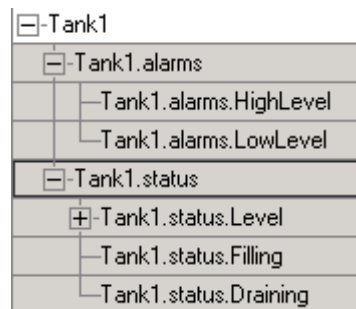 Tank1
Tank1.alarms
Tank1.alarms.HighLevel
Tank1.alarms.LowLevel
Tank1.status
Tank1.status.Level
Tank1.status.Filling
Tank1.status.Draining